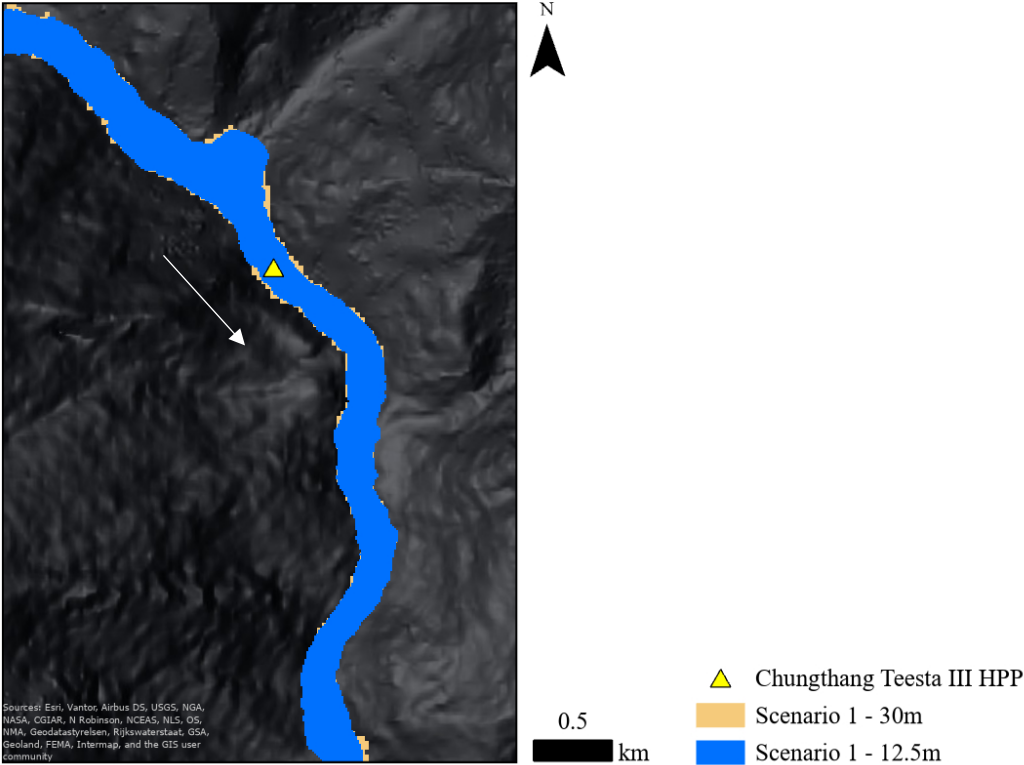 N
Chungthang Teesta III HPP
0.5
Scenario 1 - 30m
km
Scenario 1 - 12.5m
Sources: Esri, Vantor, Airbus DS, USGS, NGA,
NASA, CGIAR, N Robinson, NCEAS, NLS, OS,
NMA, Geodatastyrelsen, Rijkswaterstaat, GSA,
Geoland, FEMA, Intermap, and the GIS user
community